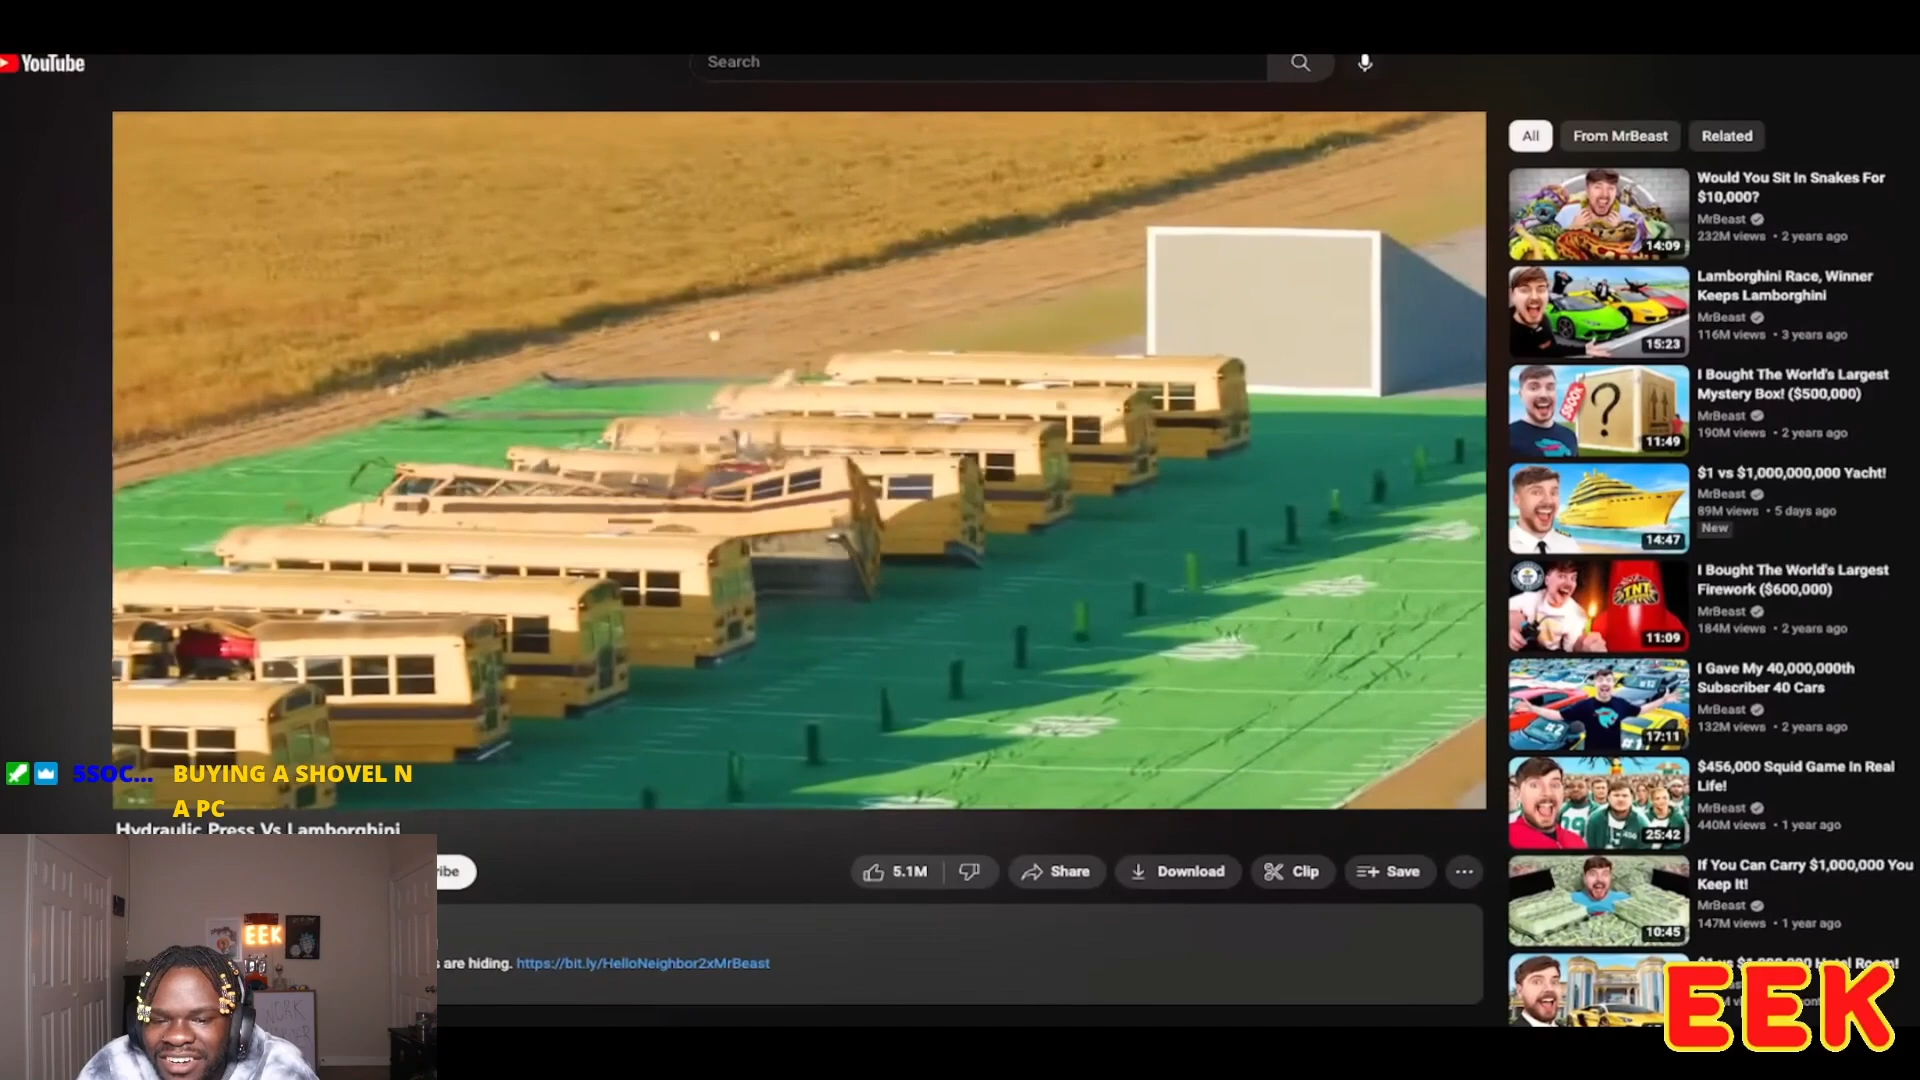 YouTube
Search
All
From MrBeast
Related
Would You Sit In Snakes For
$10,000?
MrBeast
232M views • 2 years ago
14:09
Lamborghini Race, Winner
Keeps Lamborghini
MrBeast
116M views • 3 years ago
15:23
I Bought The World's Largest
Mystery Box! ($500,000)
MrBeast
190M views • 2 years ago
$500K
?
11:49
$1 vs $1,000,000,000 Yacht!
MrBeast
89M views • 5 days ago
New
14:47
I Bought The World's Largest
Firework ($600,000)
MrBeast
184M views • 2 years ago
TNT
11:09
I Gave My 40,000,000th
Subscriber 40 Cars
MrBeast
132M views • 2 years ago
17:11
$456,000 Squid Game In Real
Life!
MrBeast
440M views • 1 year ago
25:42
If You Can Carry $1,000,000 You
Keep It!
MrBeast
147M views • 1 year ago
10:45
5SOC... BUYING A SHOVEL N
A PC
Hydraulic Press Vs Lamborghini
ibe
5.1M
Share
Download
Clip
Save
s are hiding. https://bit.ly/HelloNeighbor2xMrBeast
EEK
WORK
EEK